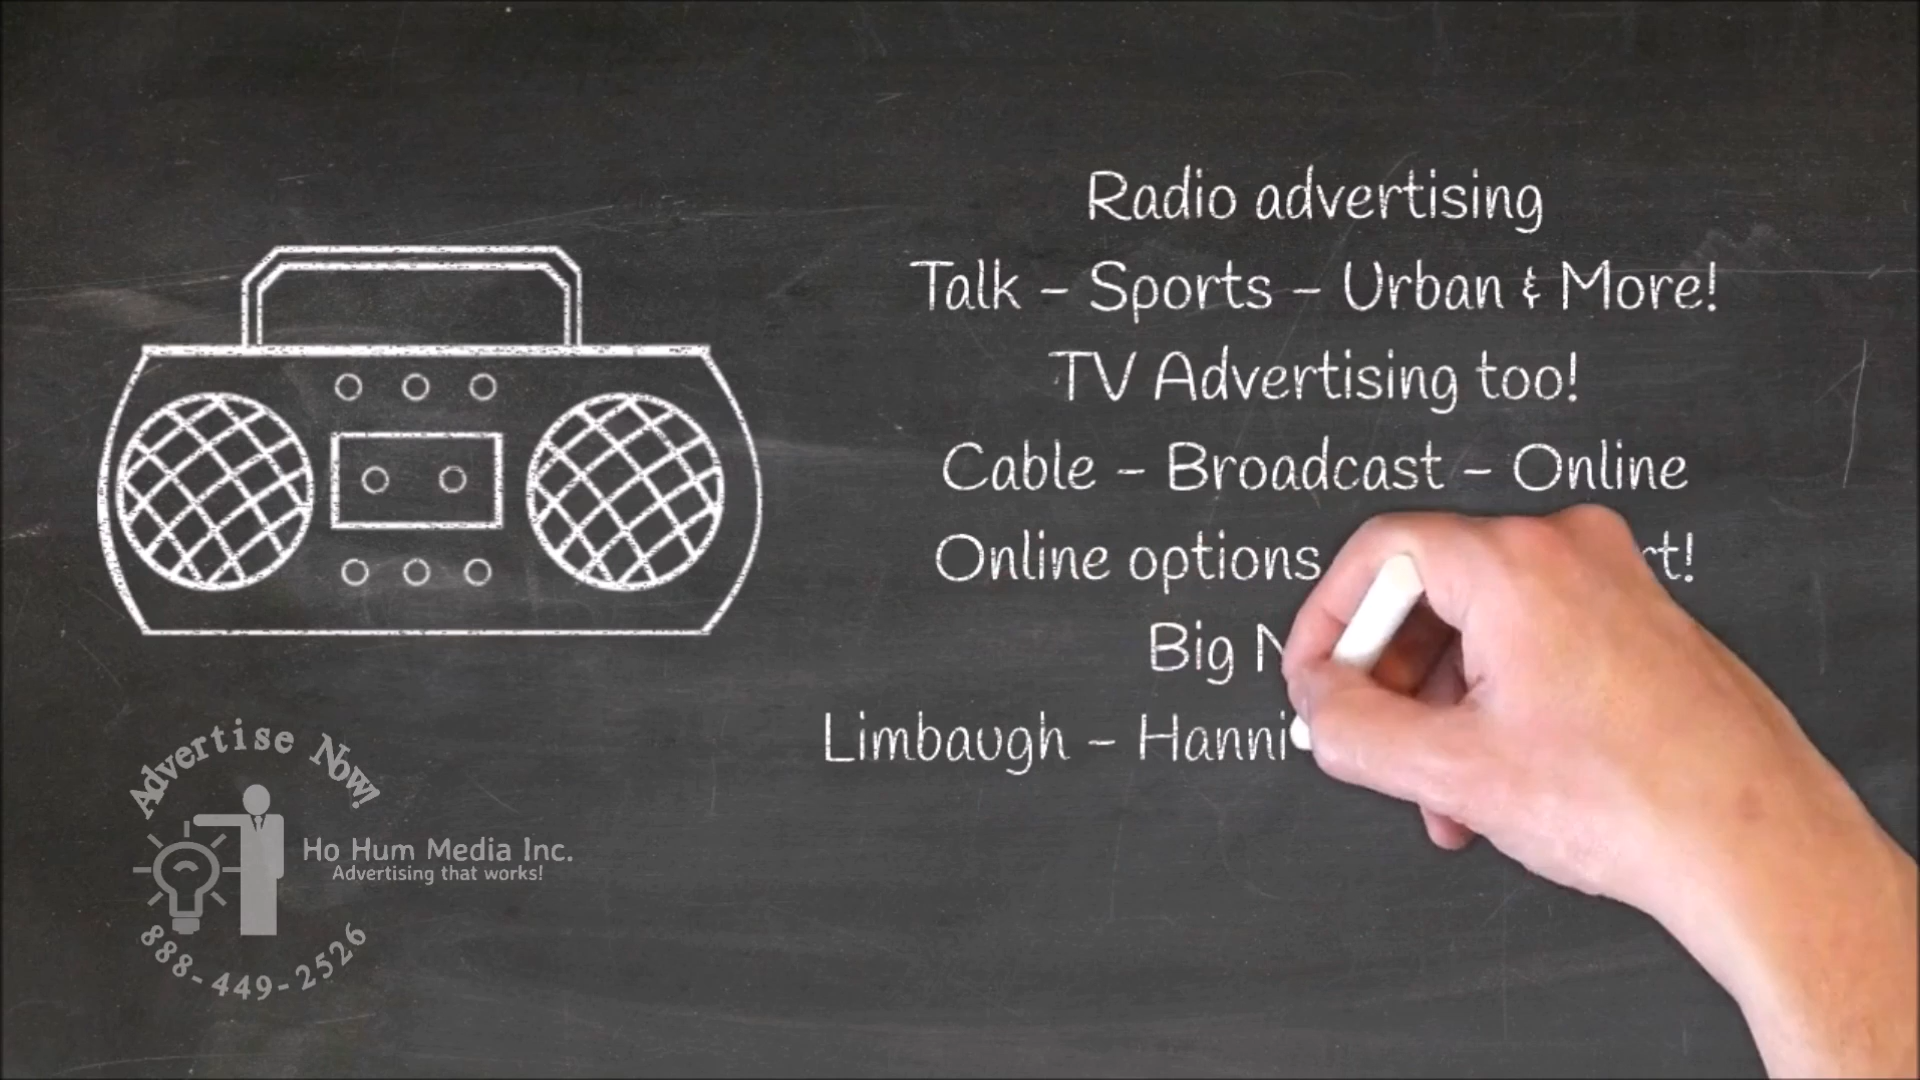 Radio advertising
Talk - Sports - Urban & More!
TV Advertising too!
Cable - Broadcast - Online
Online options
Big
Limbaugh - Hanni
Advertise Now!
Ho Hum Media Inc.
Advertising that works!
888-449-2526